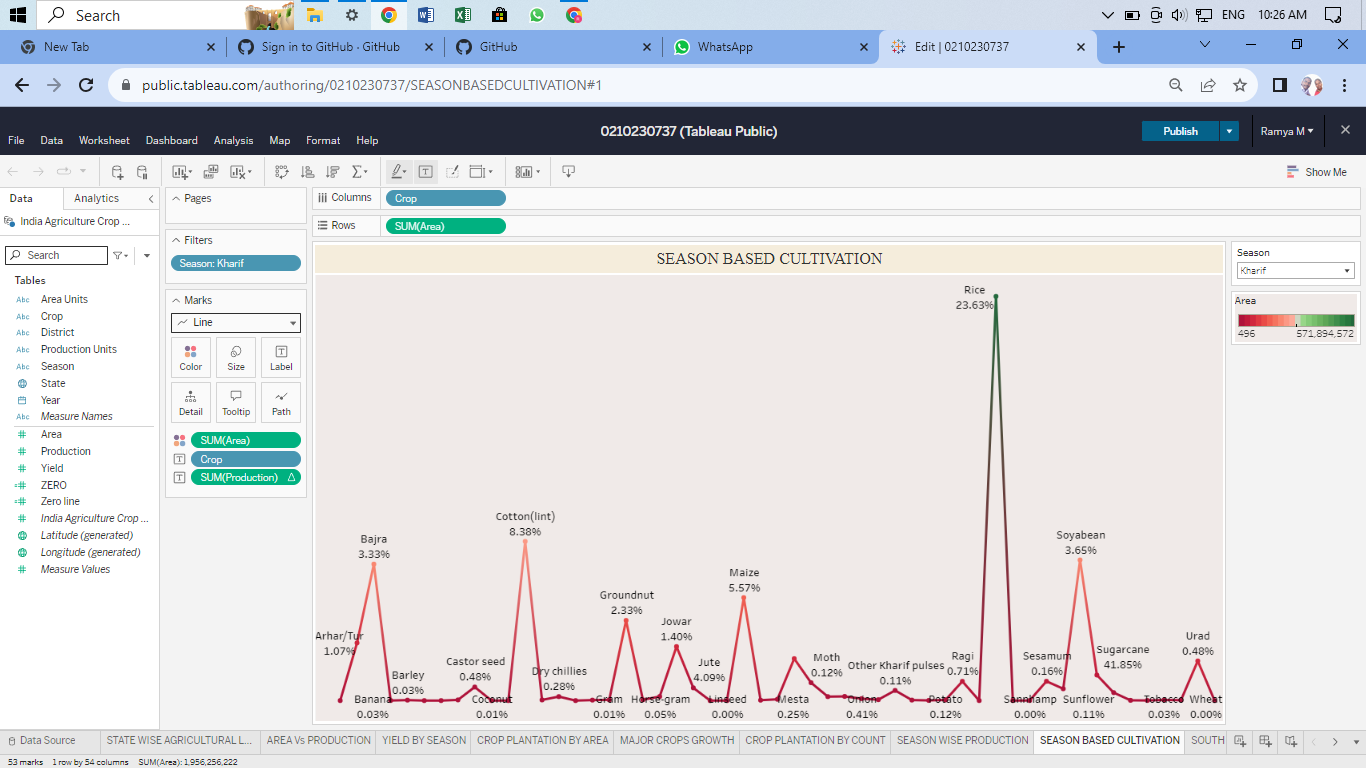 Search
ENG 10:26 AM
New Tab
Sign in to GitHub · GitHub
GitHub
WhatsApp
Edit | 0210230737
public.tableau.com/authoring/0210230737/SEASONBASEDCULTIVATION#1
0210230737 (Tableau Public)
File Data Worksheet Dashboard Analysis Map Format Help
Publish
Ramya M
Show Me
Data Analytics
India Agriculture Crop ...
Search
Tables
Abc Area Units
Abc Crop
Abc District
Abc Production Units
Abc Season
State
Year
Abc Measure Names
Area
Production
Yield
ZERO
Zero line
India Agriculture Crop ...
Latitude (generated)
Longitude (generated)
Measure Values
Pages
Filters
Season: Kharif
Marks
Line
Color Size Label
Detail Tooltip Path
SUM(Area)
Crop
SUM(Production) Δ
Columns Crop
Rows SUM(Area)
SEASON BASED CULTIVATION
Rice
23.63%
Cotton(lint)
8.38%
Bajra
3.33%
Soyabean
3.65%
Maize
5.57%
Groundnut
2.33%
Jowar
1.40%
Arhar/Tur
1.07%
Urad
0.48%
Sugarcane
41.85%
Barley
0.03%
Castor seed
0.48%
Dry chillies
0.28%
Jute
4.09%
Moth
0.12%
Other Kharif pulses
0.11%
Ragi
0.71%
Sesamum
0.16%
Banana
0.03%
Coconut
0.01%
Gram
0.01%
Horse-gram
0.05%
Linseed
0.00%
Mesta
0.25%
Onion
0.41%
Potato
0.12%
Sannhamp
0.00%
Sunflower
0.11%
Tobacco
0.03%
Wheat
0.00%
Season
Kharif
Area
496 571,894,572
Data Source
STATE WISE AGRICULTURAL L...
AREA Vs PRODUCTION
YIELD BY SEASON
CROP PLANTATION BY AREA
MAJOR CROPS GROWTH
CROP PLANTATION BY COUNT
SEASON WISE PRODUCTION
SEASON BASED CULTIVATION
SOUTH
53 marks 1 row by 54 columns SUM(Area): 1,956,256,222